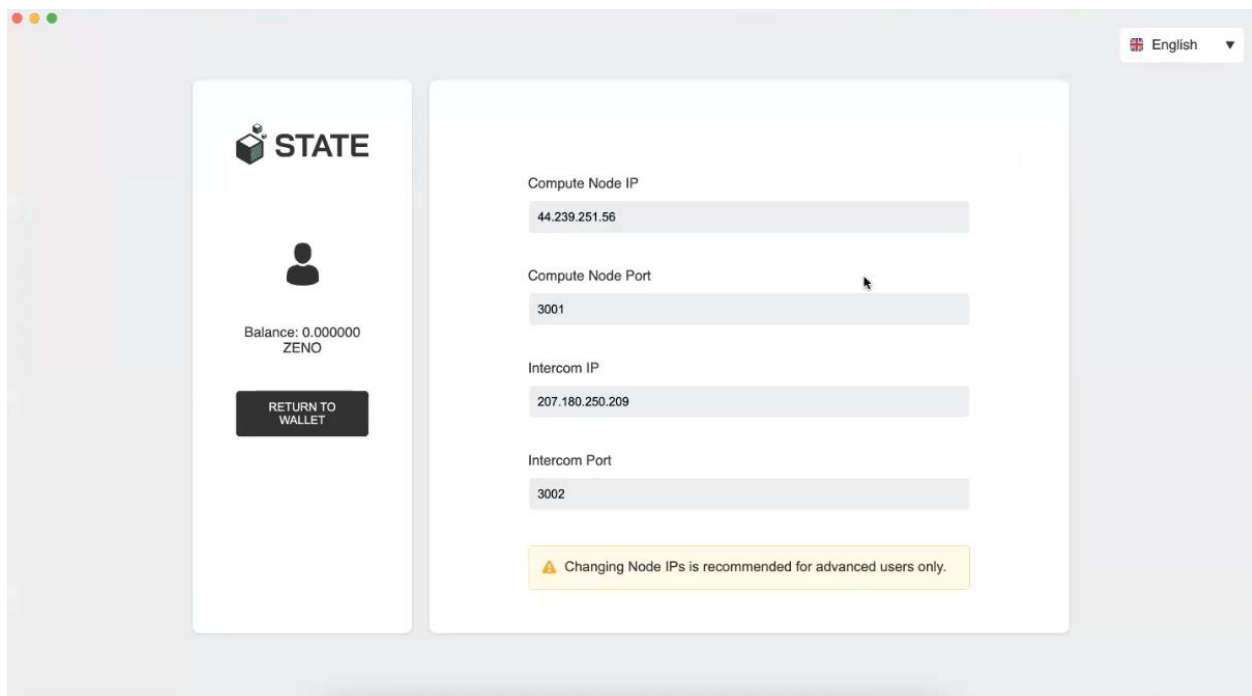 English
STATE
Balance: 0.000000
ZENO
RETURN TO
WALLET
Compute Node IP
44.239.251.56
Compute Node Port
3001
Intercom IP
207.180.250.209
Intercom Port
3002
Changing Node IPs is recommended for advanced users only.